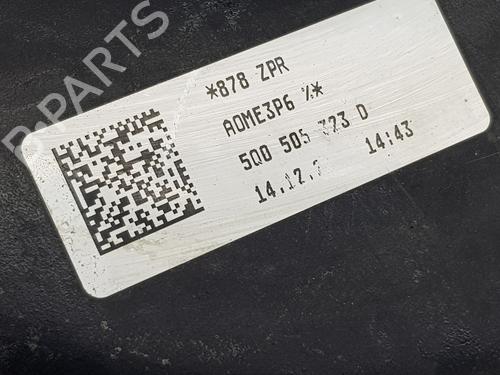 *878 ZPR
AOME3P6 %*
5Q0 505 323 D
14.12. 14:43
B-PARTS